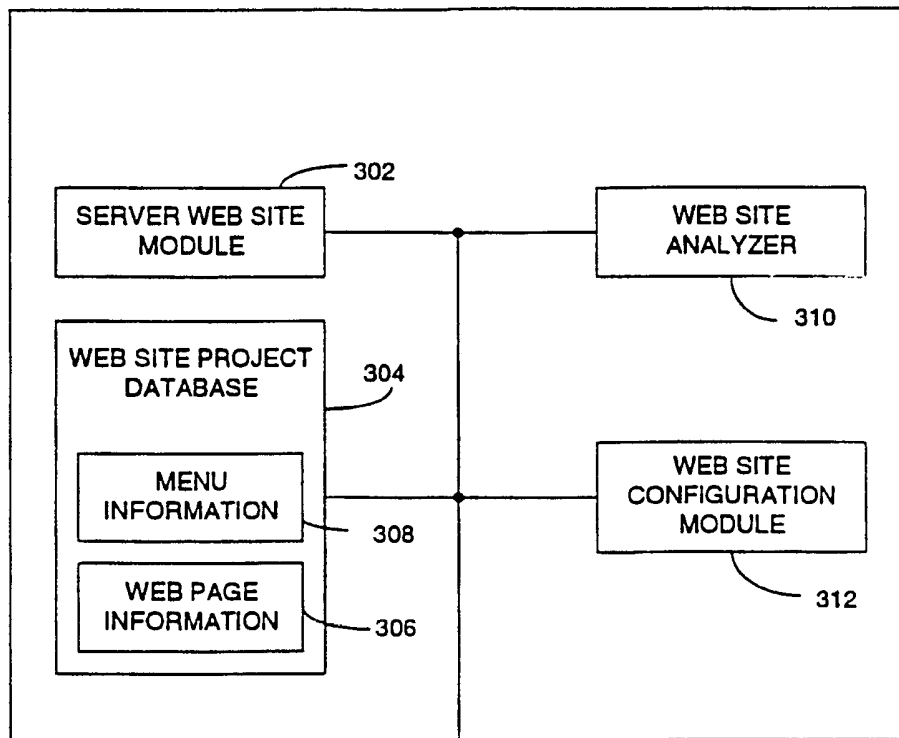 302
SERVER WEB SITE
MODULE
WEB SITE
ANALYZER
310
WEB SITE PROJECT
DATABASE
304
MENU
INFORMATION
308
WEB PAGE
INFORMATION
306
WEB SITE
CONFIGURATION
MODULE
312